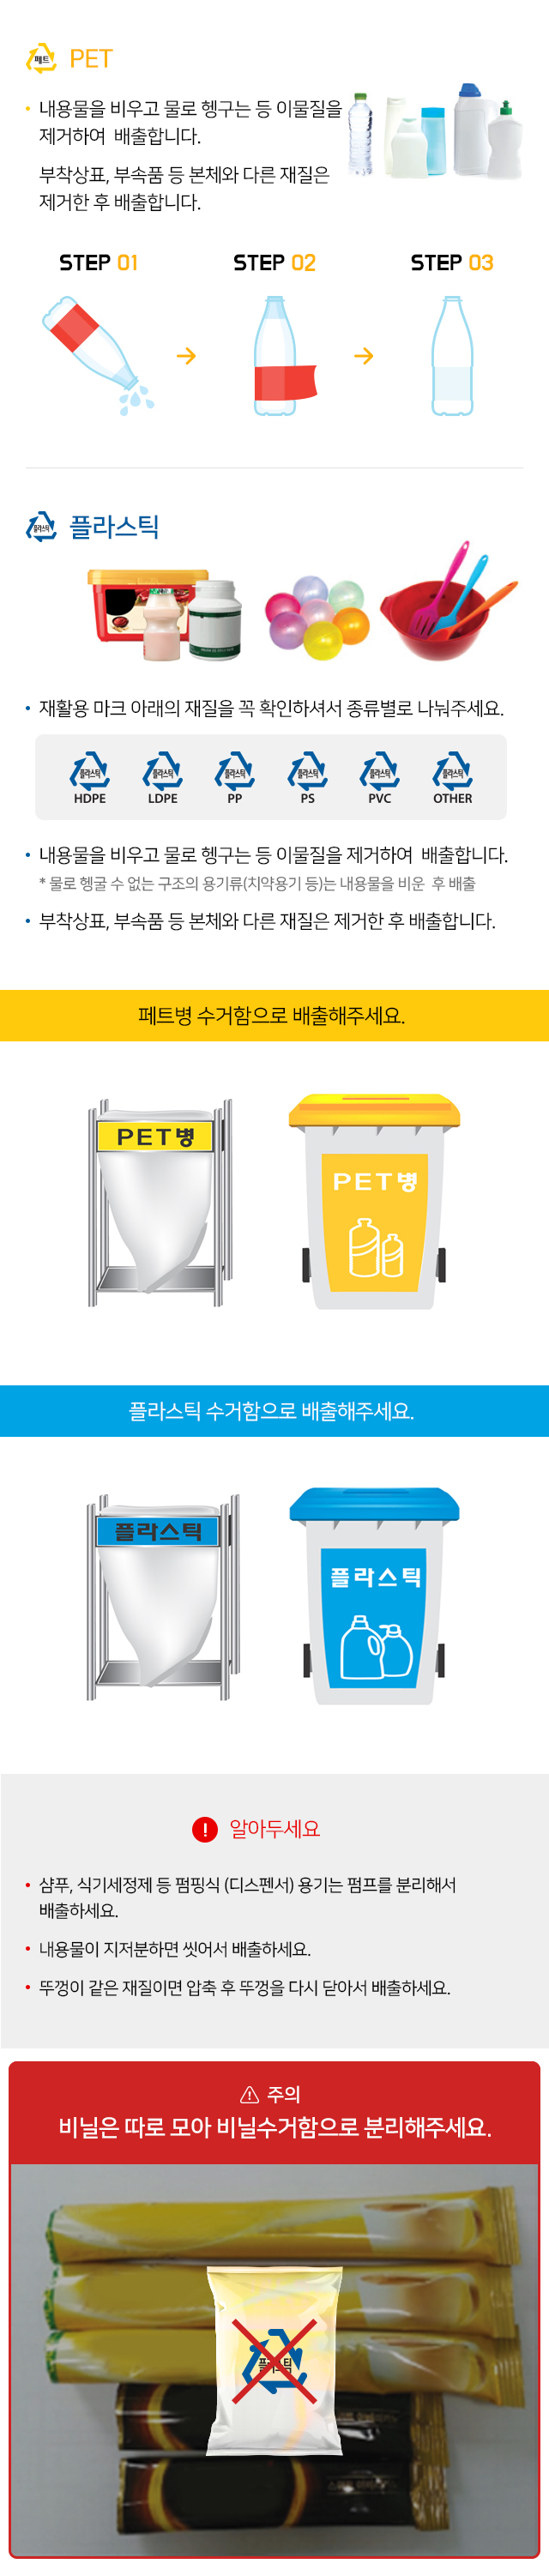 페트 PET
내용물을 비우고 물로 헹구는 등 이물질을
제거하여 배출합니다.
부착상표, 부속품 등 본체와 다른 재질은
제거한 후 배출합니다.
STEP 01 STEP 02 STEP 03
플라스틱 플라스틱
재활용 마크 아래의 재질을 꼭 확인하셔서 종류별로 나눠주세요.
플라스틱 플라스틱 플라스틱 플라스틱 플라스틱 플라스틱
HDPE LDPE PP PS PVC OTHER
내용물을 비우고 물로 헹구는 등 이물질을 제거하여 배출합니다.
* 물로 헹굴 수 없는 구조의 용기류(치약용기 등)는 내용물을 비운 후 배출
부착상표, 부속품 등 본체와 다른 재질은 제거한 후 배출합니다.
페트병 수거함으로 배출해주세요.
PET병
PET병
플라스틱 수거함으로 배출해주세요.
플라스틱
플라스틱
! 알아두세요
샴푸, 식기세정제 등 펌핑식 (디스펜서) 용기는 펌프를 분리해서
배출하세요.
내용물이 지저분하면 씻어서 배출하세요.
뚜껑이 같은 재질이면 압축 후 뚜껑을 다시 닫아서 배출하세요.
주의
비닐은 따로 모아 비닐수거함으로 분리해주세요.
플라스틱